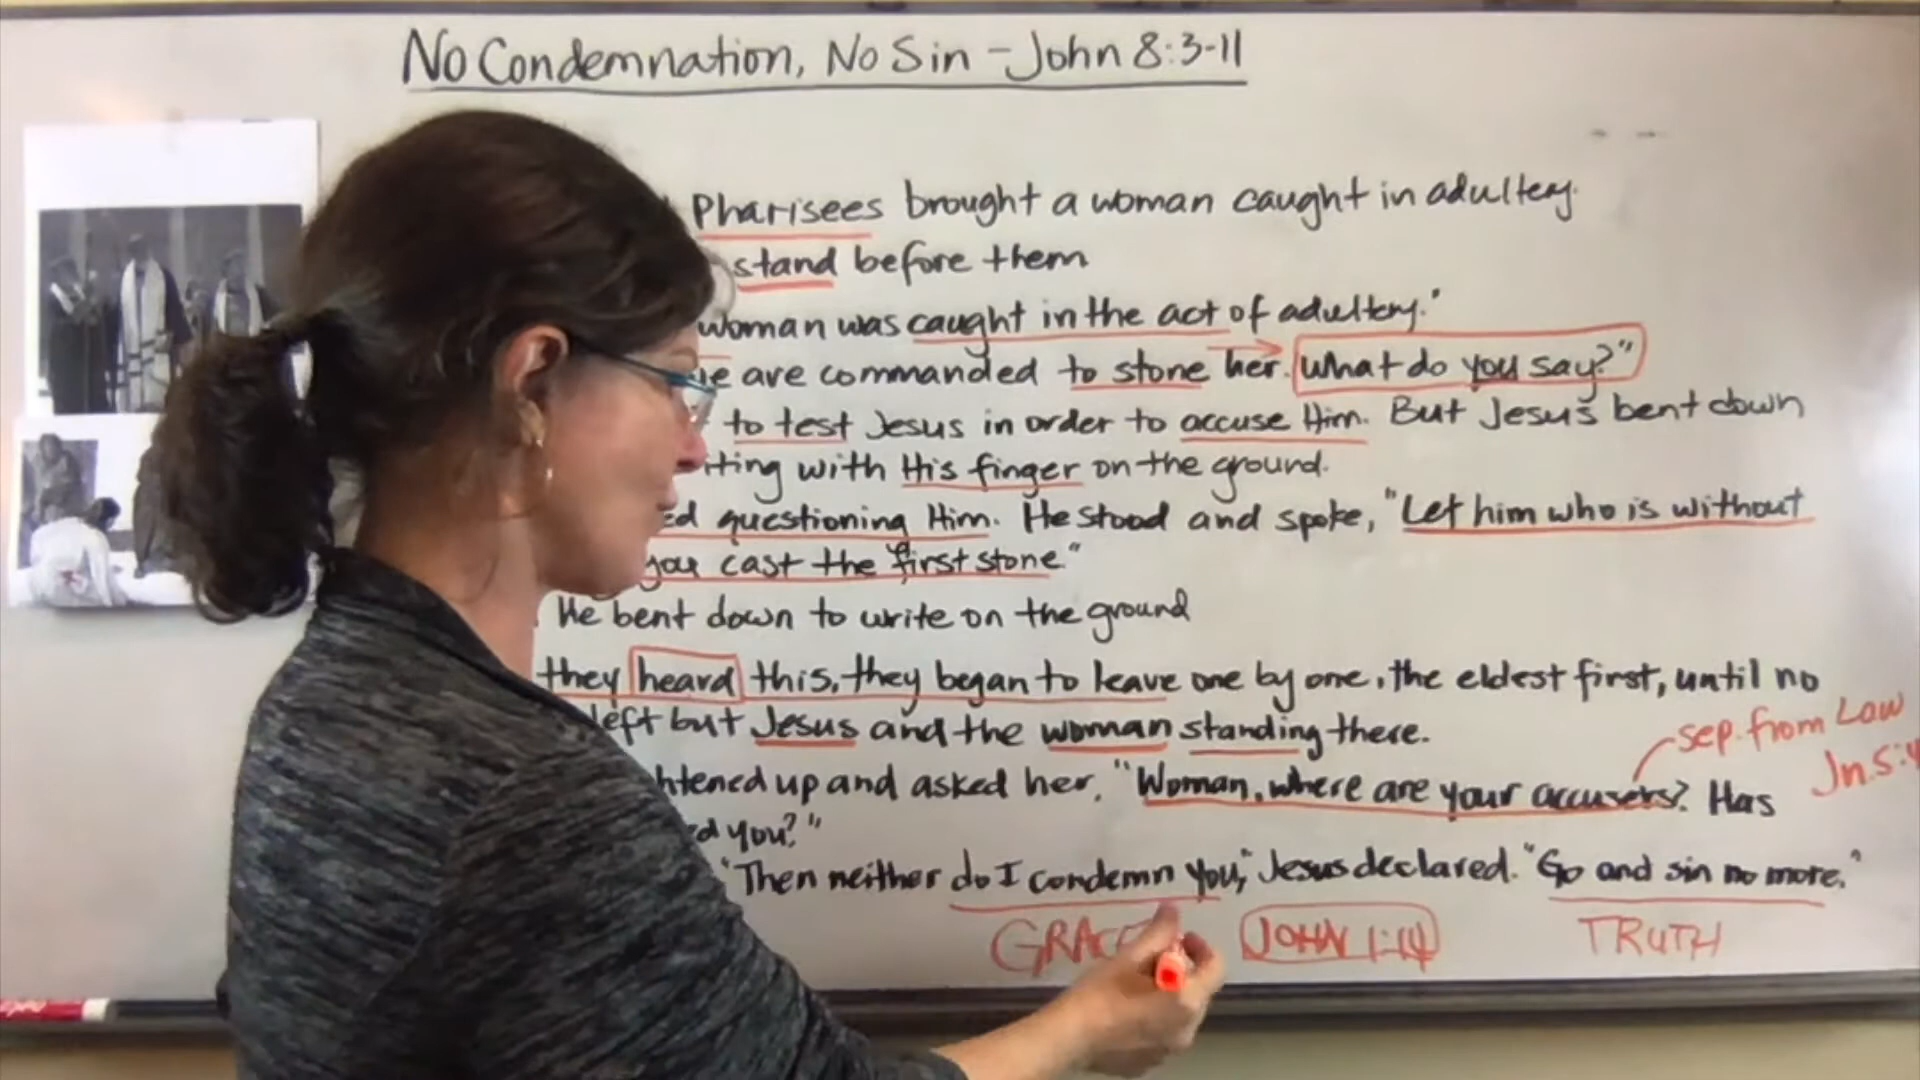 No Condemnation, No Sin - John 8:3-11
Pharisees brought a woman caught in adultery.
stand before them
woman was caught in the act of adultery."
are commanded to stone her. What do you say?"
to test Jesus in order to accuse Him. But Jesus bent down
ting with His finger on the ground.
ed questioning Him. He stood and spoke, "Let him who is without
you cast the first stone."
He bent down to write on the ground
they heard this, they began to leave one by one, the eldest first, until no
left but Jesus and the woman standing there.
sep. from Law
Jn. 5:4
htened up and asked her, "Woman, where are your accusers? Has
ed you?"
"Then neither do I condemn you," Jesus declared. "Go and sin no more."
GRACE JOHN 1:14 TRUTH